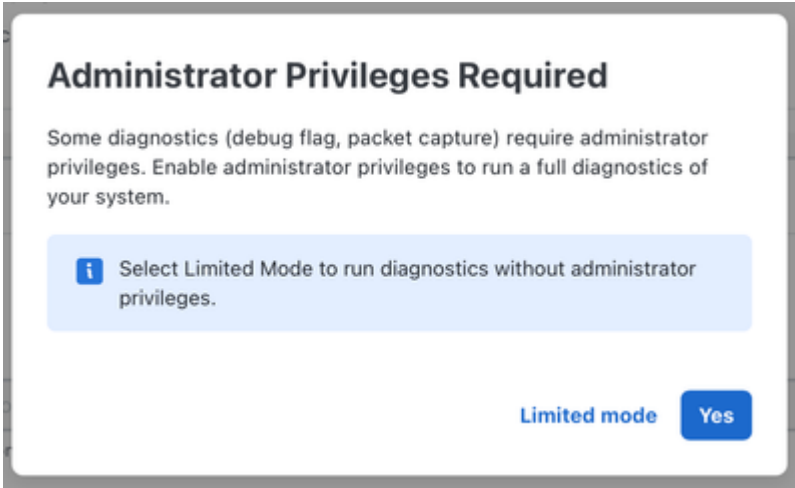 Administrator Privileges Required
Some diagnostics (debug flag, packet capture) require administrator
privileges. Enable administrator privileges to run a full diagnostics of
your system.
Select Limited Mode to run diagnostics without administrator
privileges.
Limited mode Yes